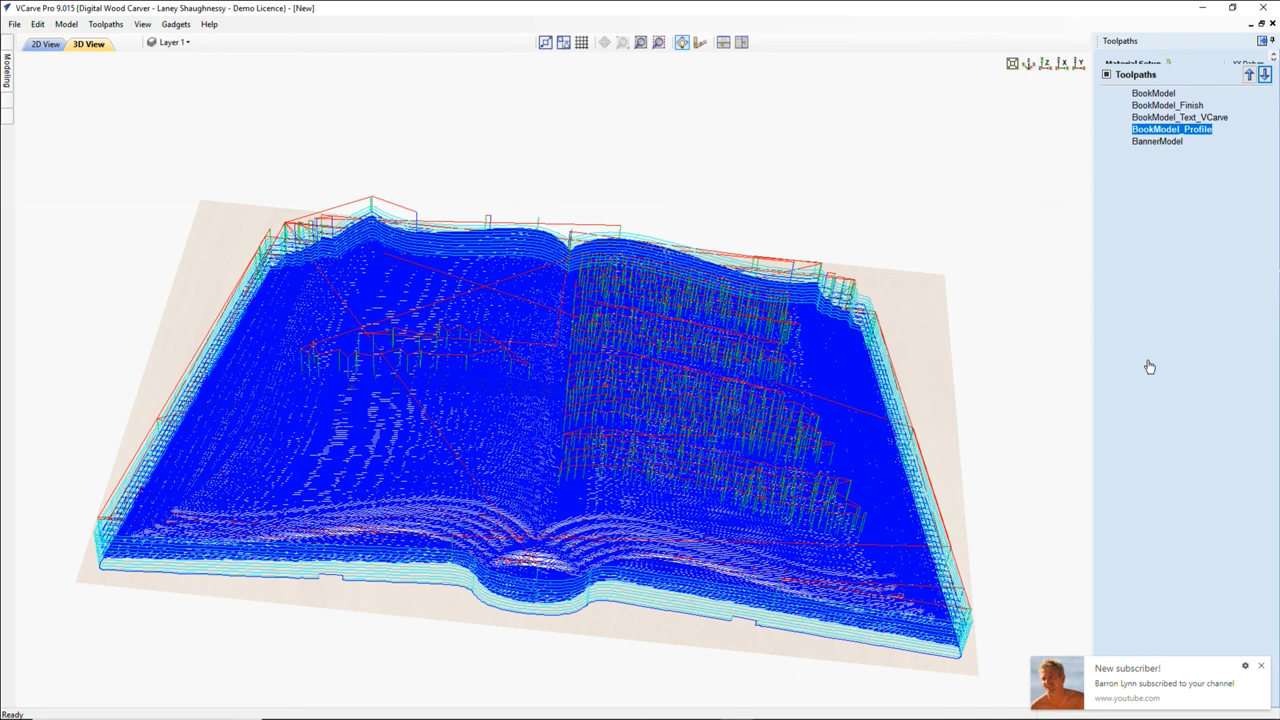 VCarve Pro 9.015 {Digital Wood Carver - Laney Shaughnessy - Demo Licence} - [New]
File Edit Model Toolpaths View Gadgets Help
2D View 3D View Layer 1
Toolpaths
Modeling
Material Setup
Toolpaths
BookModel
BookModel_Finish
BookModel_Text_VCarve
BookModel_Profile
BannerModel
New subscriber!
Barron Lynn subscribed to your channel
www.youtube.com
Ready